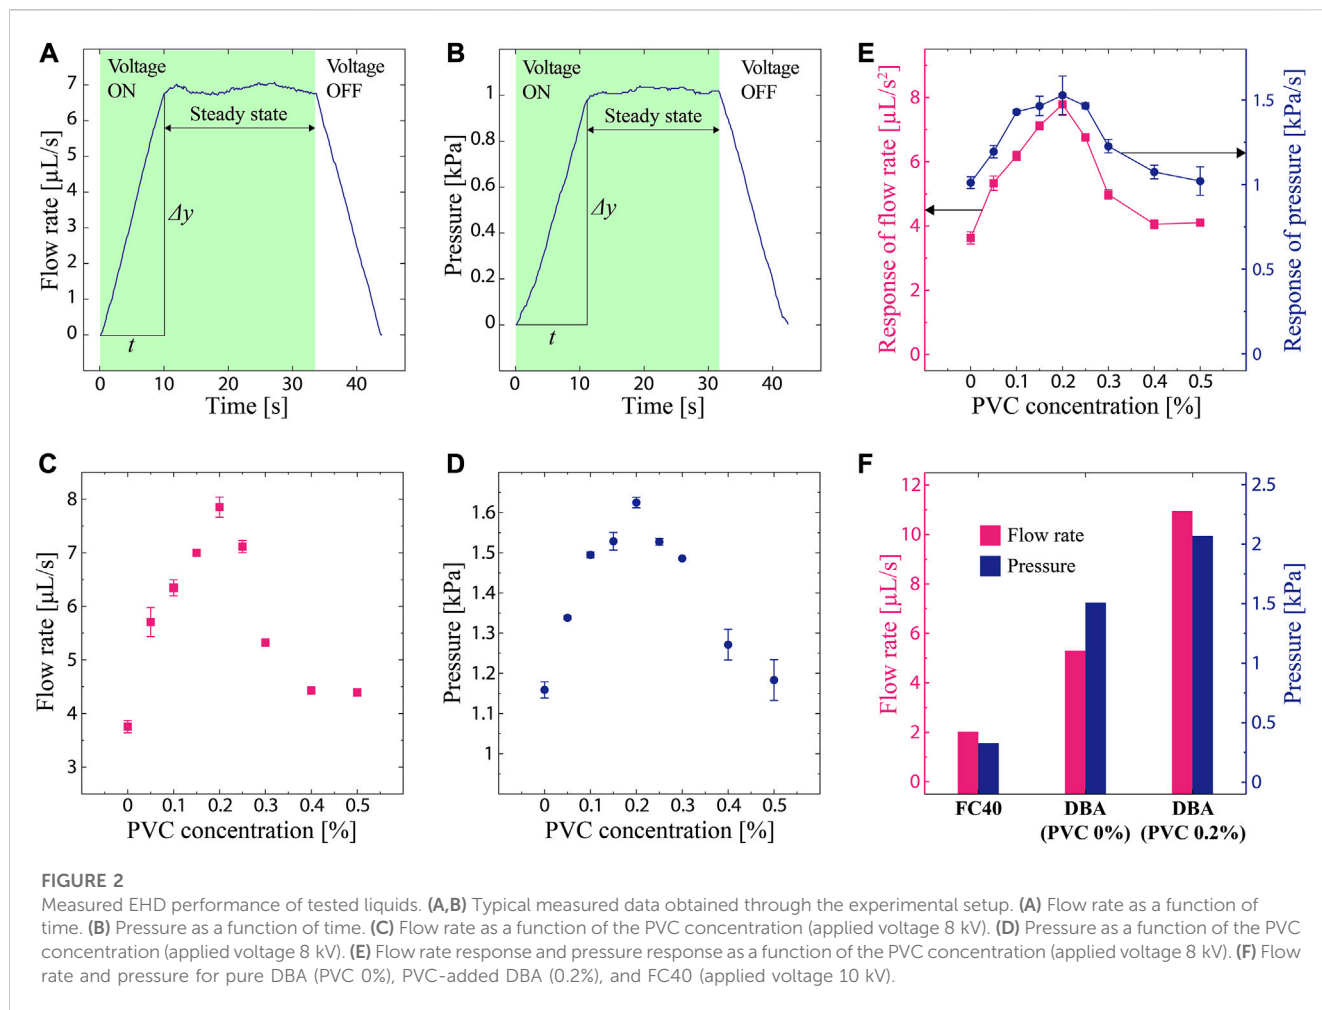 A
Voltage
ON
Voltage
OFF
Steady state
Δy
t
8
7
6
5
4
3
2
1
0
Flow rate [µL/s]
0
10
20
30
40
Time [s]
B
Voltage
ON
Voltage
OFF
Steady state
Δy
t
1
0.8
0.6
0.4
0.2
0
Pressure [kPa]
0
10
20
30
40
Time [s]
E
8
6
4
2
0
Response of flow rate [µL/s²]
1.5
1
0.5
0
Response of pressure [kPa/s]
0
0.1
0.2
0.3
0.4
0.5
PVC concentration [%]
C
8
7
6
5
4
3
Flow rate [µL/s]
0
0.1
0.2
0.3
0.4
0.5
PVC concentration [%]
D
1.6
1.5
1.4
1.3
1.2
1.1
1
Pressure [kPa]
0
0.1
0.2
0.3
0.4
0.5
PVC concentration [%]
F
12
10
8
6
4
2
0
Flow rate [µL/s]
Flow rate
Pressure
2.5
2
1.5
1
0.5
0
Pressure [kPa]
FC40
DBA
(PVC 0%)
DBA
(PVC 0.2%)
FIGURE 2
Measured EHD performance of tested liquids. (A,B) Typical measured data obtained through the experimental setup. (A) Flow rate as a function of
time. (B) Pressure as a function of time. (C) Flow rate as a function of the PVC concentration (applied voltage 8 kV). (D) Pressure as a function of the PVC
concentration (applied voltage 8 kV). (E) Flow rate response and pressure response as a function of the PVC concentration (applied voltage 8 kV). (F) Flow
rate and pressure for pure DBA (PVC 0%), PVC-added DBA (0.2%), and FC40 (applied voltage 10 kV).